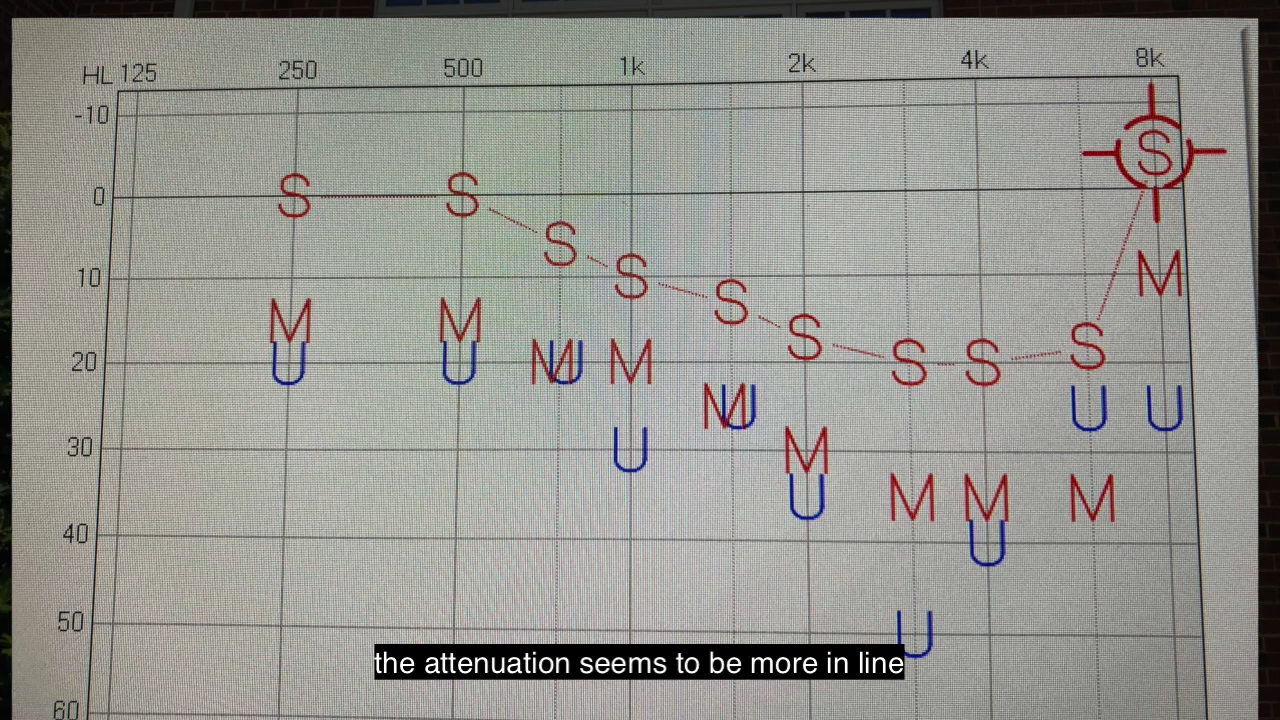 HL 125 250 500 1k 2k 4k 8k
-10
S
0 S S
S
10 S M
S
M M S
20 U U M U M S S S
M U U U
30 U M
U M M M
40 U
50 U
the attenuation seems to be more in line
60